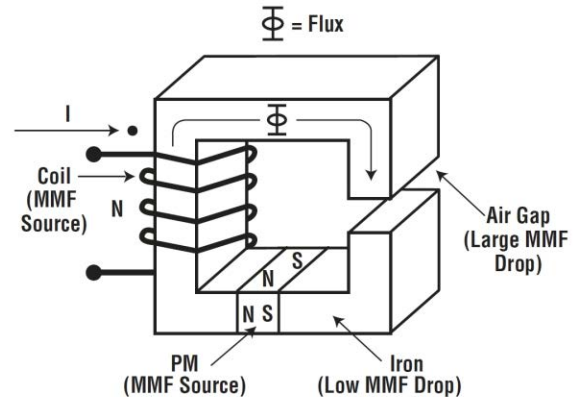 Φ = Flux
I
Φ
Coil
(MMF
Source)
N
Air Gap
(Large MMF
Drop)
S
N
N S
PM
(MMF Source)
Iron
(Low MMF Drop)